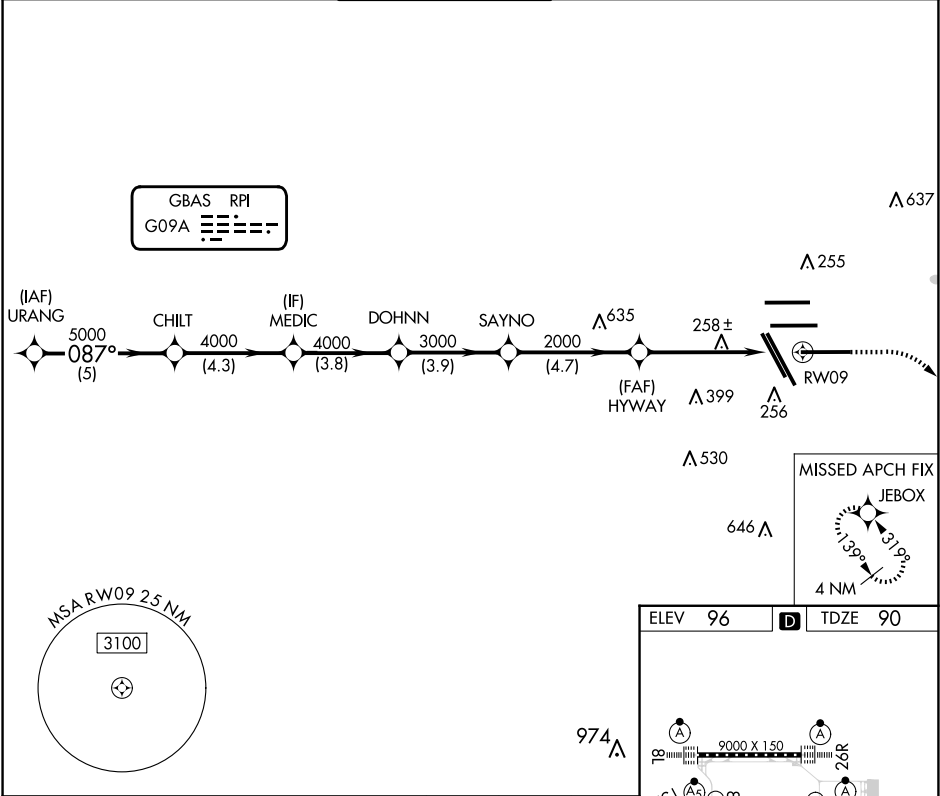 GBAS RPI
G09A
637
255
(IAF)
URANG
5000
087°
(5)
CHILT
4000
(4.3)
(IF)
MEDIC
4000
(3.8)
DOHNN
3000
(3.9)
SAYNO
2000
(4.7)
635
258 ±
(FAF)
HYWAY
399
256
RW09
530
646
MISSED APCH FIX
JEBOX
139°
319°
4 NM
MSA RW09 25 NM
3100
974
ELEV 96
D
TDZE 90
A
A
8L
9000 X 150
26R
A5
A